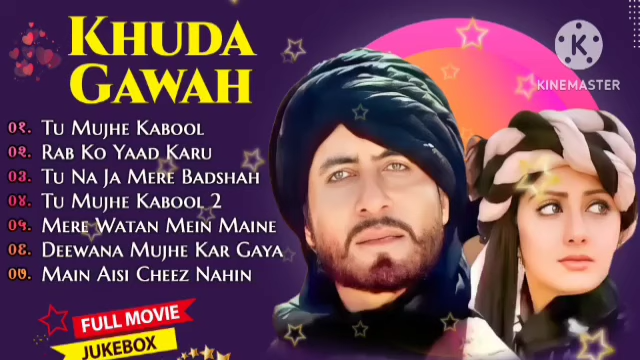 KHUDA
GAWAH
K
KINEMASTER
०१. TU MUJHE KABOOL
०२. RAB KO YAAD KARU
०३. TU NA JA MERE BADSHAH
०४. TU MUJHE KABOOL 2
०५. MERE WATAN MEIN MAINE
०६. DEEWANA MUJHE KAR GAYA
०७. MAIN AISI CHEEZ NAHIN
FULL MOVIE
JUKEBOX